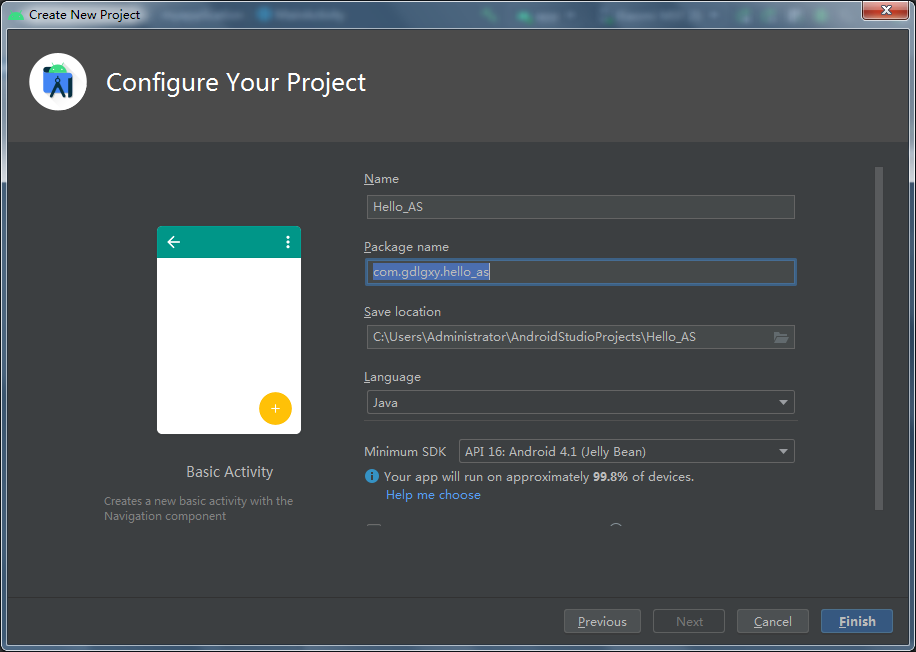 Create New Project
Configure Your Project
Name
Hello_AS
Package name
com.gdlgxy.hello_as
Save location
C:\Users\Administrator\AndroidStudioProjects\Hello_AS
Language
Java
Minimum SDK
API 16: Android 4.1 (Jelly Bean)
Your app will run on approximately 99.8% of devices.
Help me choose
Basic Activity
Creates a new basic activity with the
Navigation component
Previous
Next
Cancel
Finish